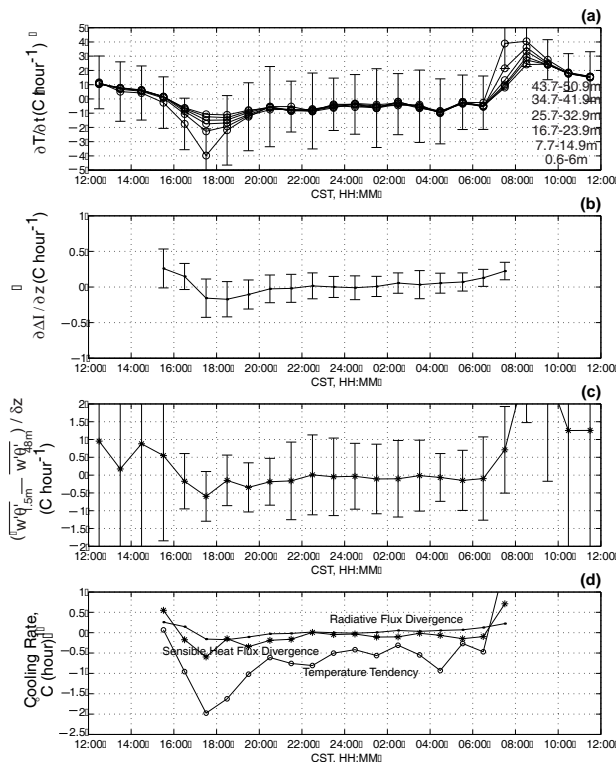 (a)
∂T/∂t (C hour-1)
5
4
3
2
1
0
−1
−2
−3
−4
−5
43.7-50.9m
34.7-41.9m
25.7-32.9m
16.7-23.9m
7.7-14.9m
0.6-6m
12:00 14:00 16:00 18:00 20:00 22:00 00:00 02:00 04:00 06:00 08:00 10:00 12:00
CST, HH:MM
(b)
∂ΔI / ∂z (C hour-1)
1
0.5
0
−0.5
−1
12:00 14:00 16:00 18:00 20:00 22:00 00:00 02:00 04:00 06:00 08:00 10:00 12:00
CST, HH:MM
(c)
(w'θ'1.5m — w'θ'48m) / δz
(C hour-1)
2
1.5
1
0.5
0
−0.5
−1
−1.5
−2
12:00 14:00 16:00 18:00 20:00 22:00 00:00 02:00 04:00 06:00 08:00 10:00 12:00
CST, HH:MM
(d)
Cooling Rate,
°C (hour)-1
1
0.5
0
−0.5
−1
−1.5
−2
−2.5
Radiative Flux Divergence
Sensible Heat Flux Divergence
Temperature Tendency
12:00 14:00 16:00 18:00 20:00 22:00 00:00 02:00 04:00 06:00 08:00 10:00 12:00
CST, HH:MM